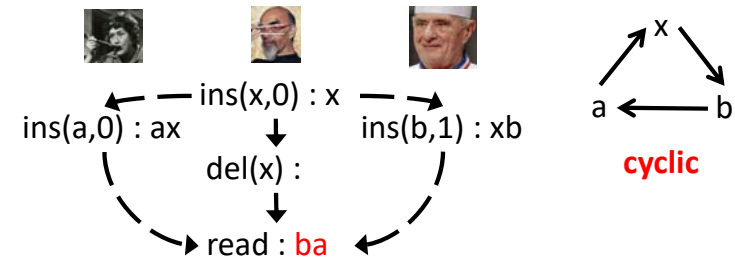 ins(x,0) : x
ins(a,0) : ax
ins(b,1) : xb
del(x) :
read : ba
x
a
b
cyclic